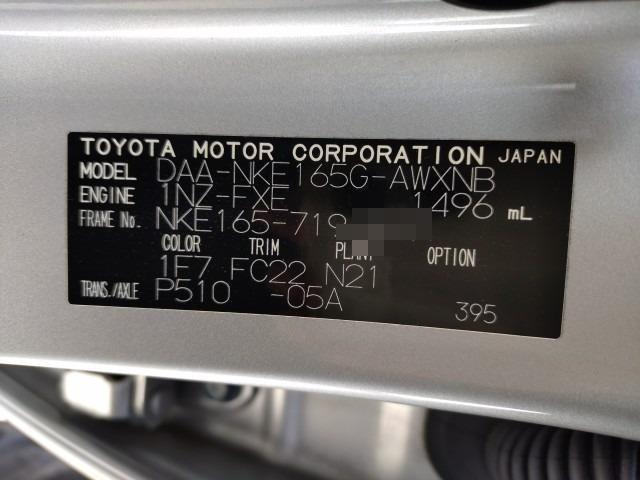 TOYOTA MOTOR CORPORATION JAPAN
MODEL DAA-NKE165G-AWXNB
ENGINE 1NZ-FXE 1496 mL
FRAME No. NKE165-719
COLOR TRIM PLANT OPTION
1F7 FC22 N21
TRANS./AXLE P510 -05A
395